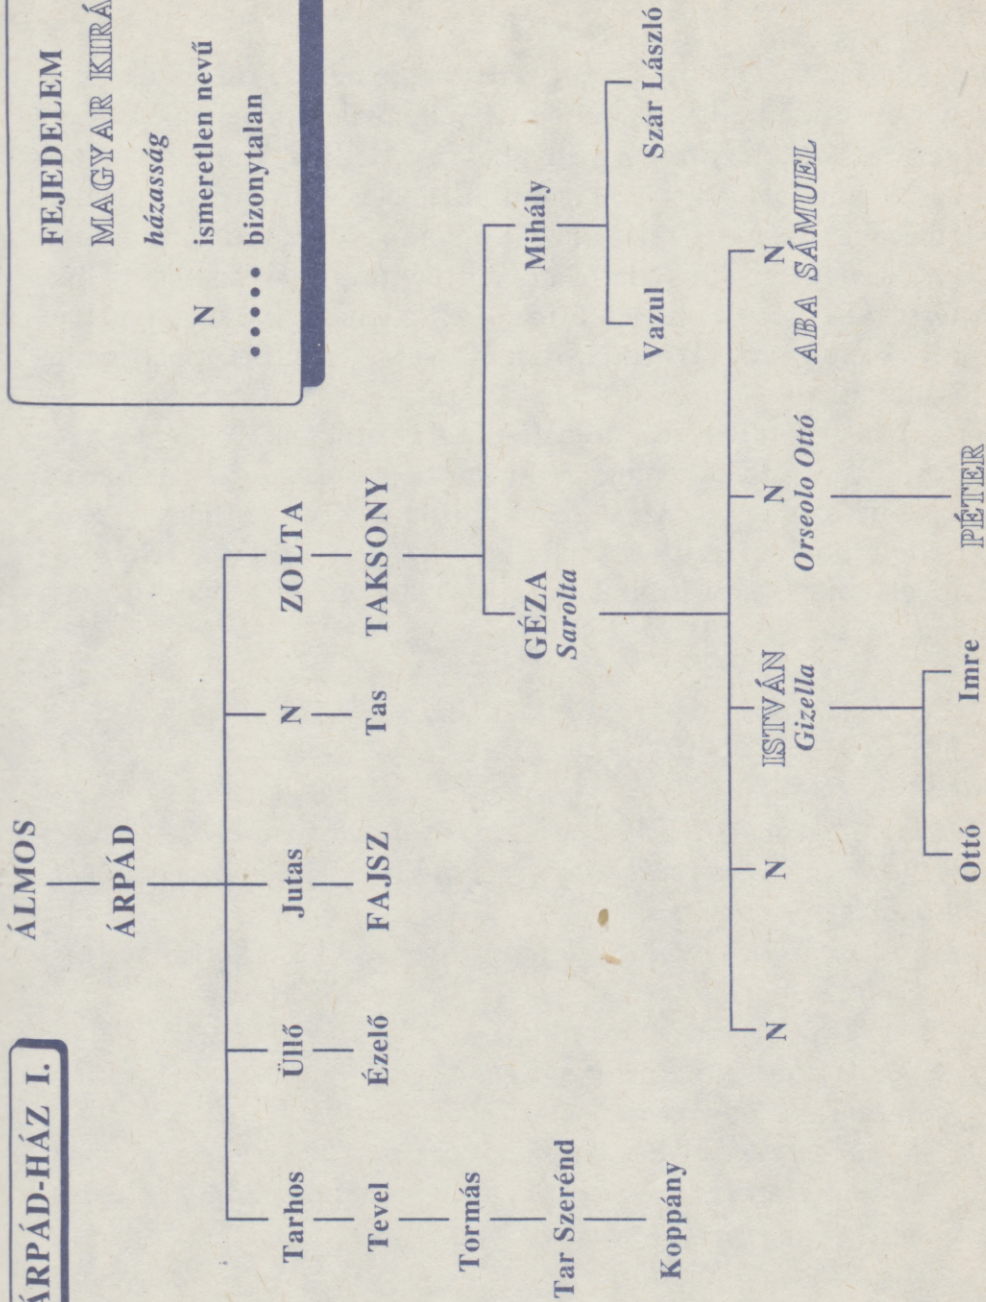 ÁRPÁD-HÁZ I.
ÁLMOS
ÁRPÁD
FEJEDELEM
MAGYAR KIRÁ
házasság
N ismeretlen nevű
••••• bizonytalan
Tarhos Üllő Jutas N ZOLTA
Tevel Ézelő FAJSZ Tas TAKSONY
Tormás
Tar Szerénd GÉZA Mihály
Sarolta
Koppány Vazul Szár László
N N ISTVÁN N N
Gizella Orseolo Ottó ABA SÁMUEL
Ottó Imre PÉTER